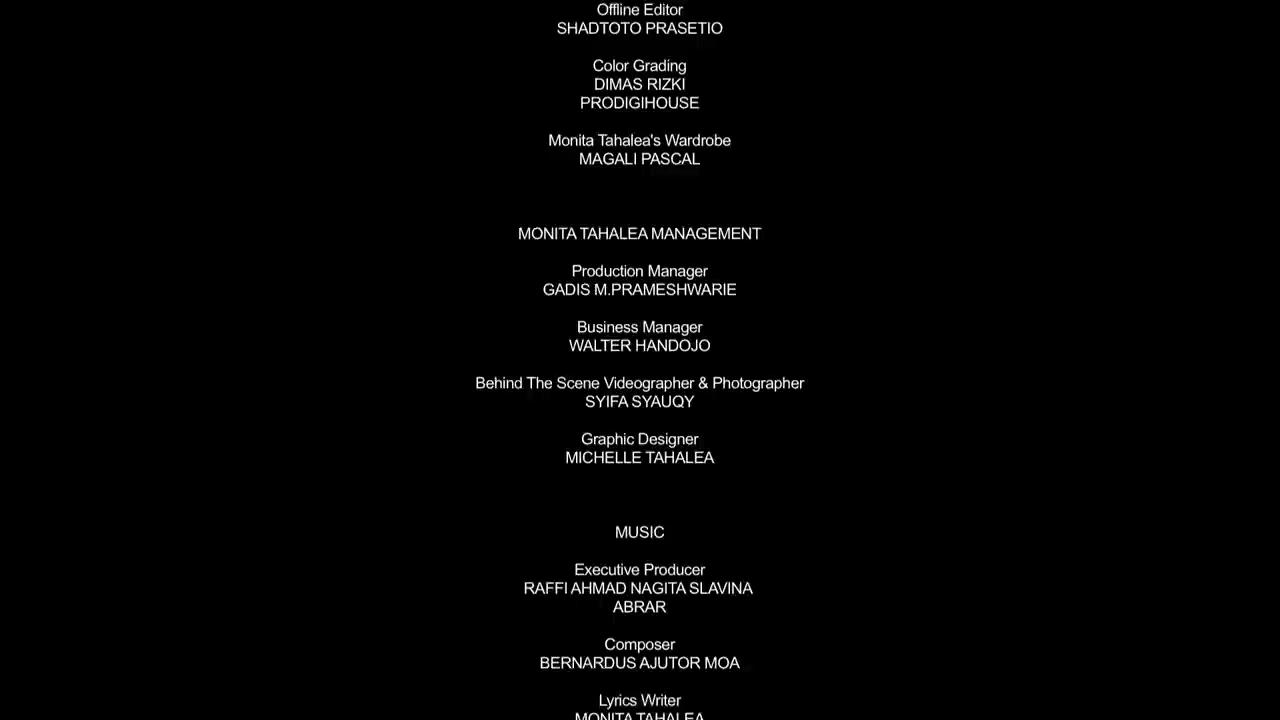 Offline Editor
SHADTOTO PRASETIO
Color Grading
DIMAS RIZKI
PRODIGIHOUSE
Monita Tahalea's Wardrobe
MAGALI PASCAL
MONITA TAHALEA MANAGEMENT
Production Manager
GADIS M.PRAMESHWARIE
Business Manager
WALTER HANDOJO
Behind The Scene Videographer & Photographer
SYIFA SYAUQY
Graphic Designer
MICHELLE TAHALEA
MUSIC
Executive Producer
RAFFI AHMAD NAGITA SLAVINA
ABRAR
Composer
BERNARDUS AJUTOR MOA
Lyrics Writer
MONITA TAHALEA